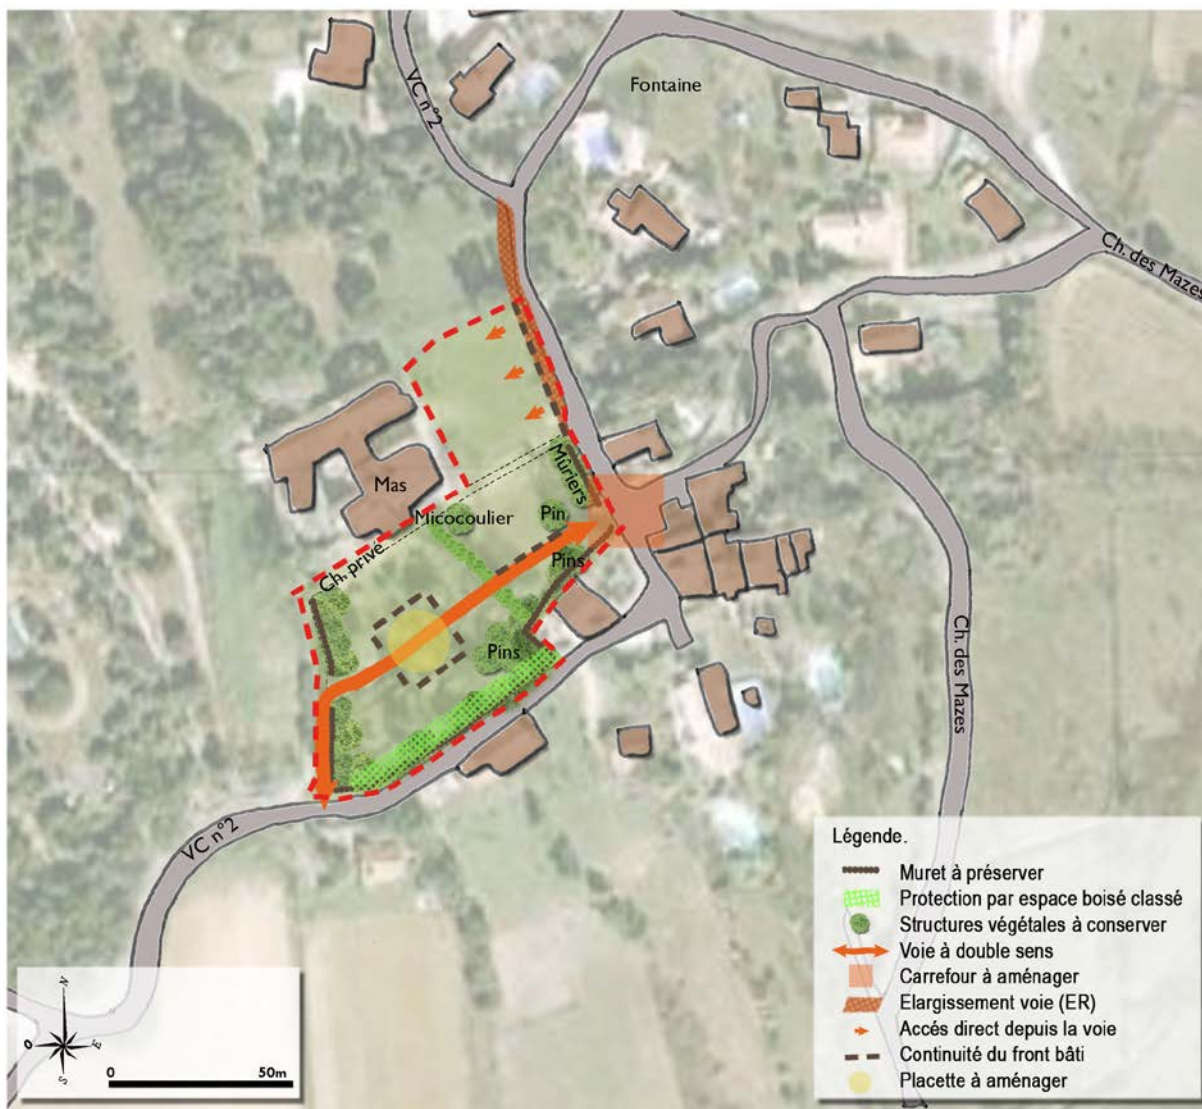 Fontaine
VC n°2
Ch. des Mazes
Mas
Mûriers
Micocoulier
Pin
Ch. privé
Pins
Pins
Ch. des Mazes
VC n°2
Légende.
Muret à préserver
Protection par espace boisé classé
Structures végétales à conserver
Voie à double sens
Carrefour à aménager
Elargissement voie (ER)
Accés direct depuis la voie
Continuité du front bâti
Placette à aménager
N
O
E
S
0 50m